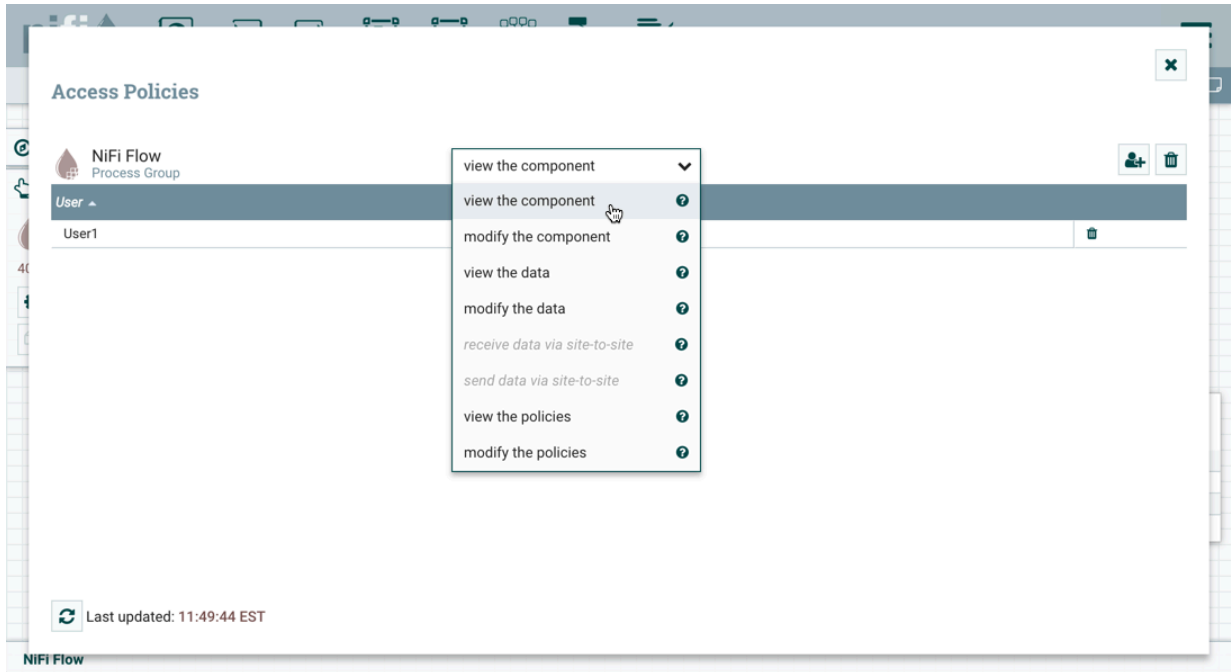 Access Policies
NiFi Flow
Process Group
view the component
User
view the component
User1
modify the component
40
view the data
modify the data
receive data via site-to-site
send data via site-to-site
view the policies
modify the policies
Last updated: 11:49:44 EST
NiFi Flow